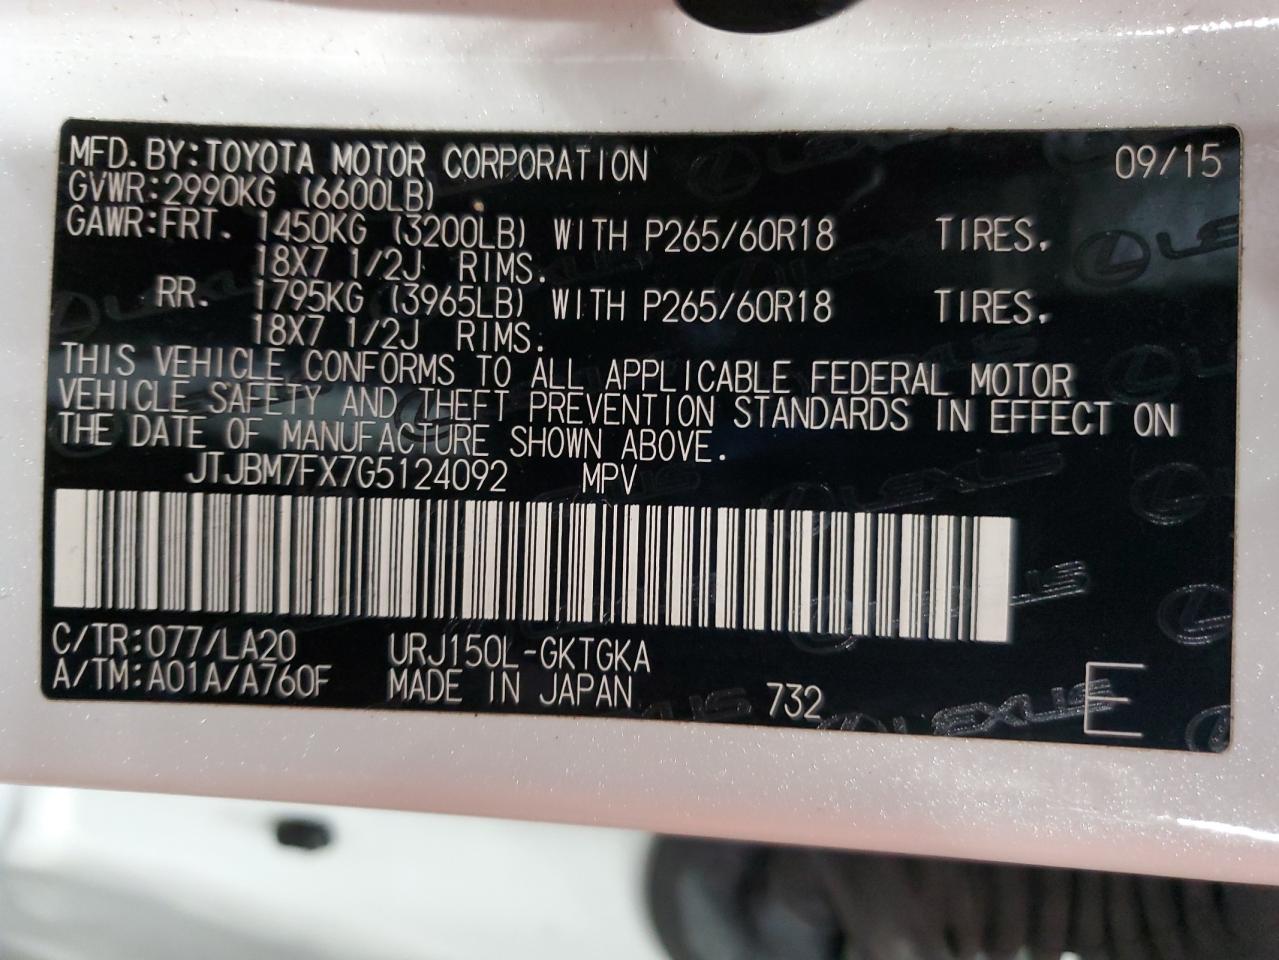 MFD. BY: TOYOTA MOTOR CORPORATION 09/15
GVWR: 2990KG (6600LB)
GAWR: FRT. 1450KG (3200LB) WITH P265/60R18 TIRES,
18X7 1/2J RIMS.
RR. 1795KG (3965LB) WITH P265/60R18 TIRES,
18X7 1/2J RIMS.
THIS VEHICLE CONFORMS TO ALL APPLICABLE FEDERAL MOTOR
VEHICLE SAFETY AND THEFT PREVENTION STANDARDS IN EFFECT ON
THE DATE OF MANUFACTURE SHOWN ABOVE.
JTJBM7FX7G5124092 MPV
C/TR: 077/LA20 URJ150L-GKTGKA
A/TM: A01A/A760F MADE IN JAPAN 732 E
LEXUS